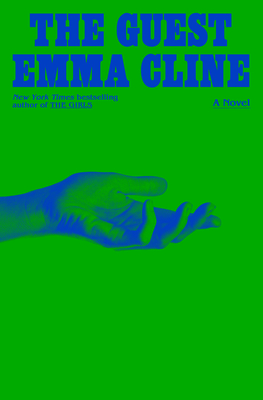 THE GUEST
EMMA CLINE
New York Times bestselling
author of THE GIRLS
A Novel